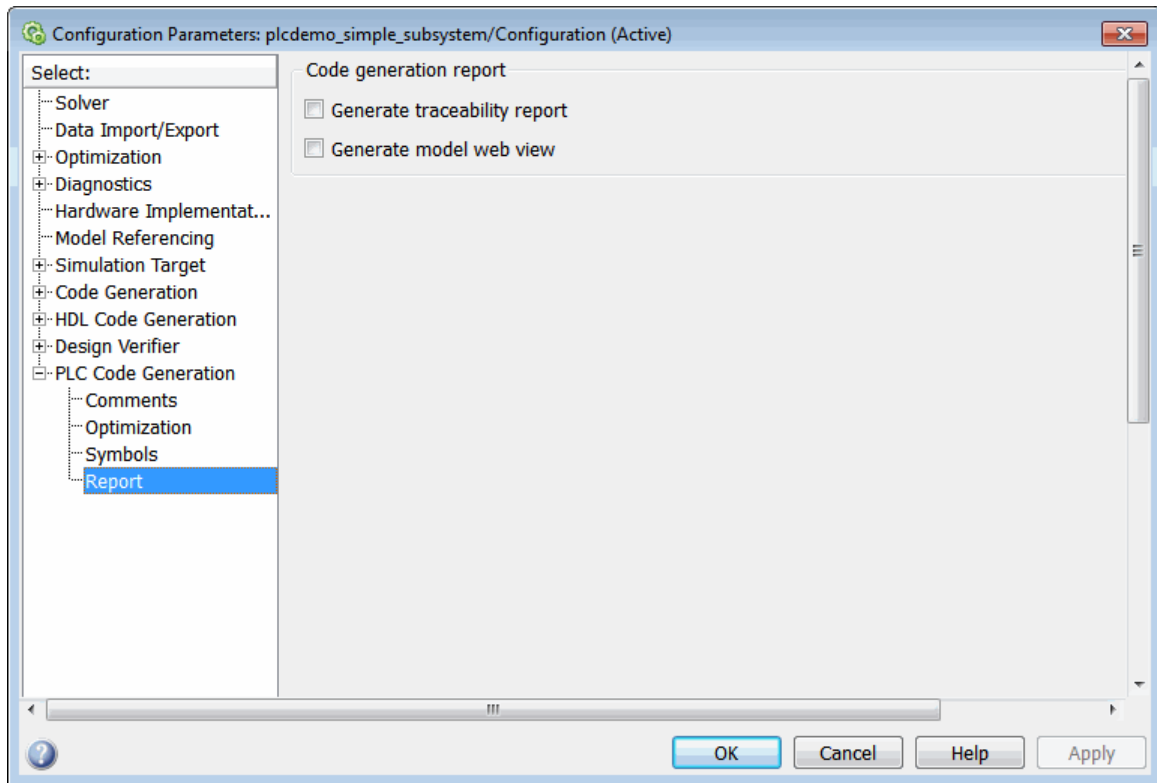 Configuration Parameters: plcdemo_simple_subsystem/Configuration (Active)
Select:
Solver
Data Import/Export
Optimization
Diagnostics
Hardware Implementat...
Model Referencing
Simulation Target
Code Generation
HDL Code Generation
Design Verifier
PLC Code Generation
Comments
Optimization
Symbols
Report
Code generation report
Generate traceability report
Generate model web view
OK
Cancel
Help
Apply